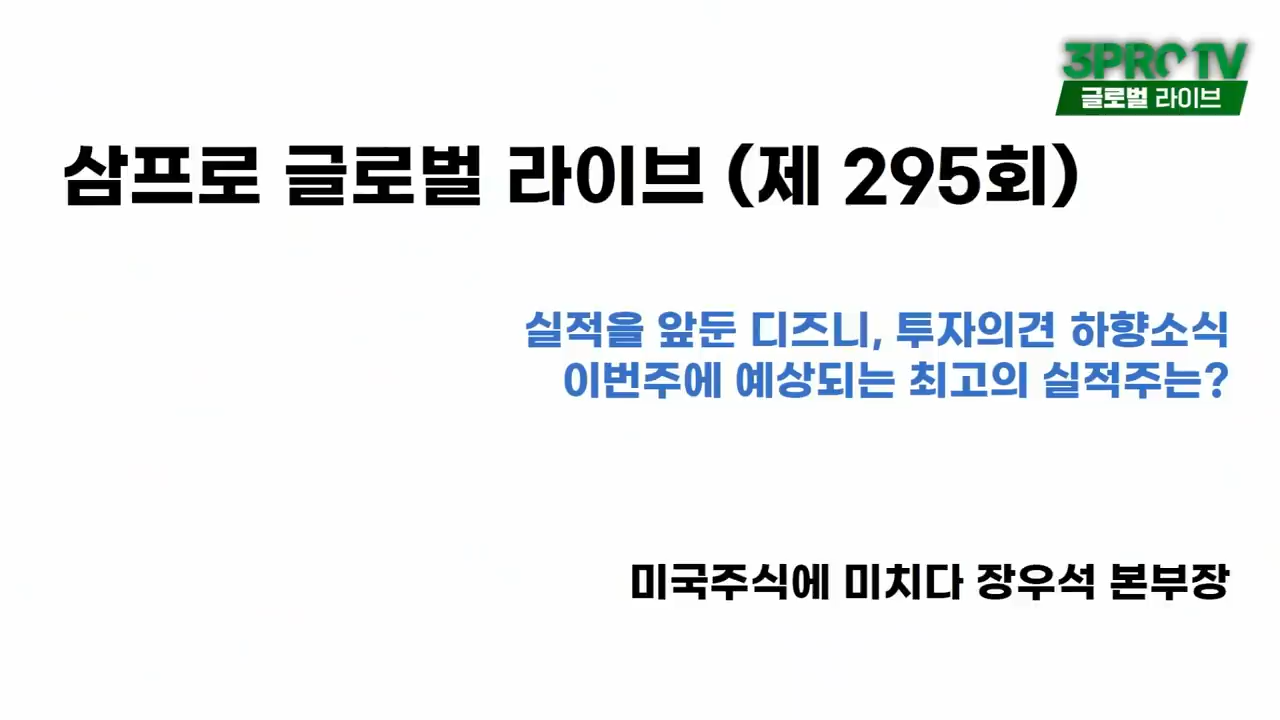 3PRO TV
글로벌 라이브
삼프로 글로벌 라이브 (제 295회)
실적을 앞둔 디즈니, 투자의견 하향소식
이번주에 예상되는 최고의 실적주는?
미국주식에 미치다 장우석 본부장